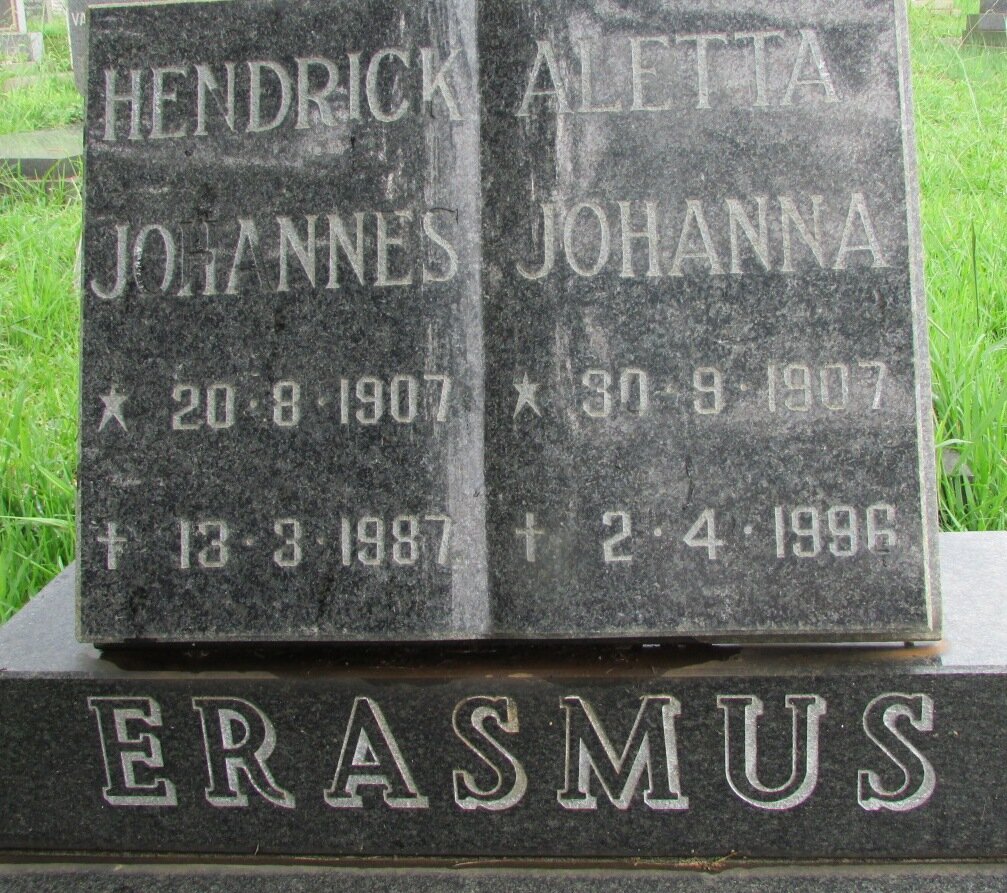 HENDRICK
JOHANNES
★ 20·8·1907
† 13·3·1987
ALETTA
JOHANNA
★ 30·9·1907
† 2·4·1996
ERASMUS